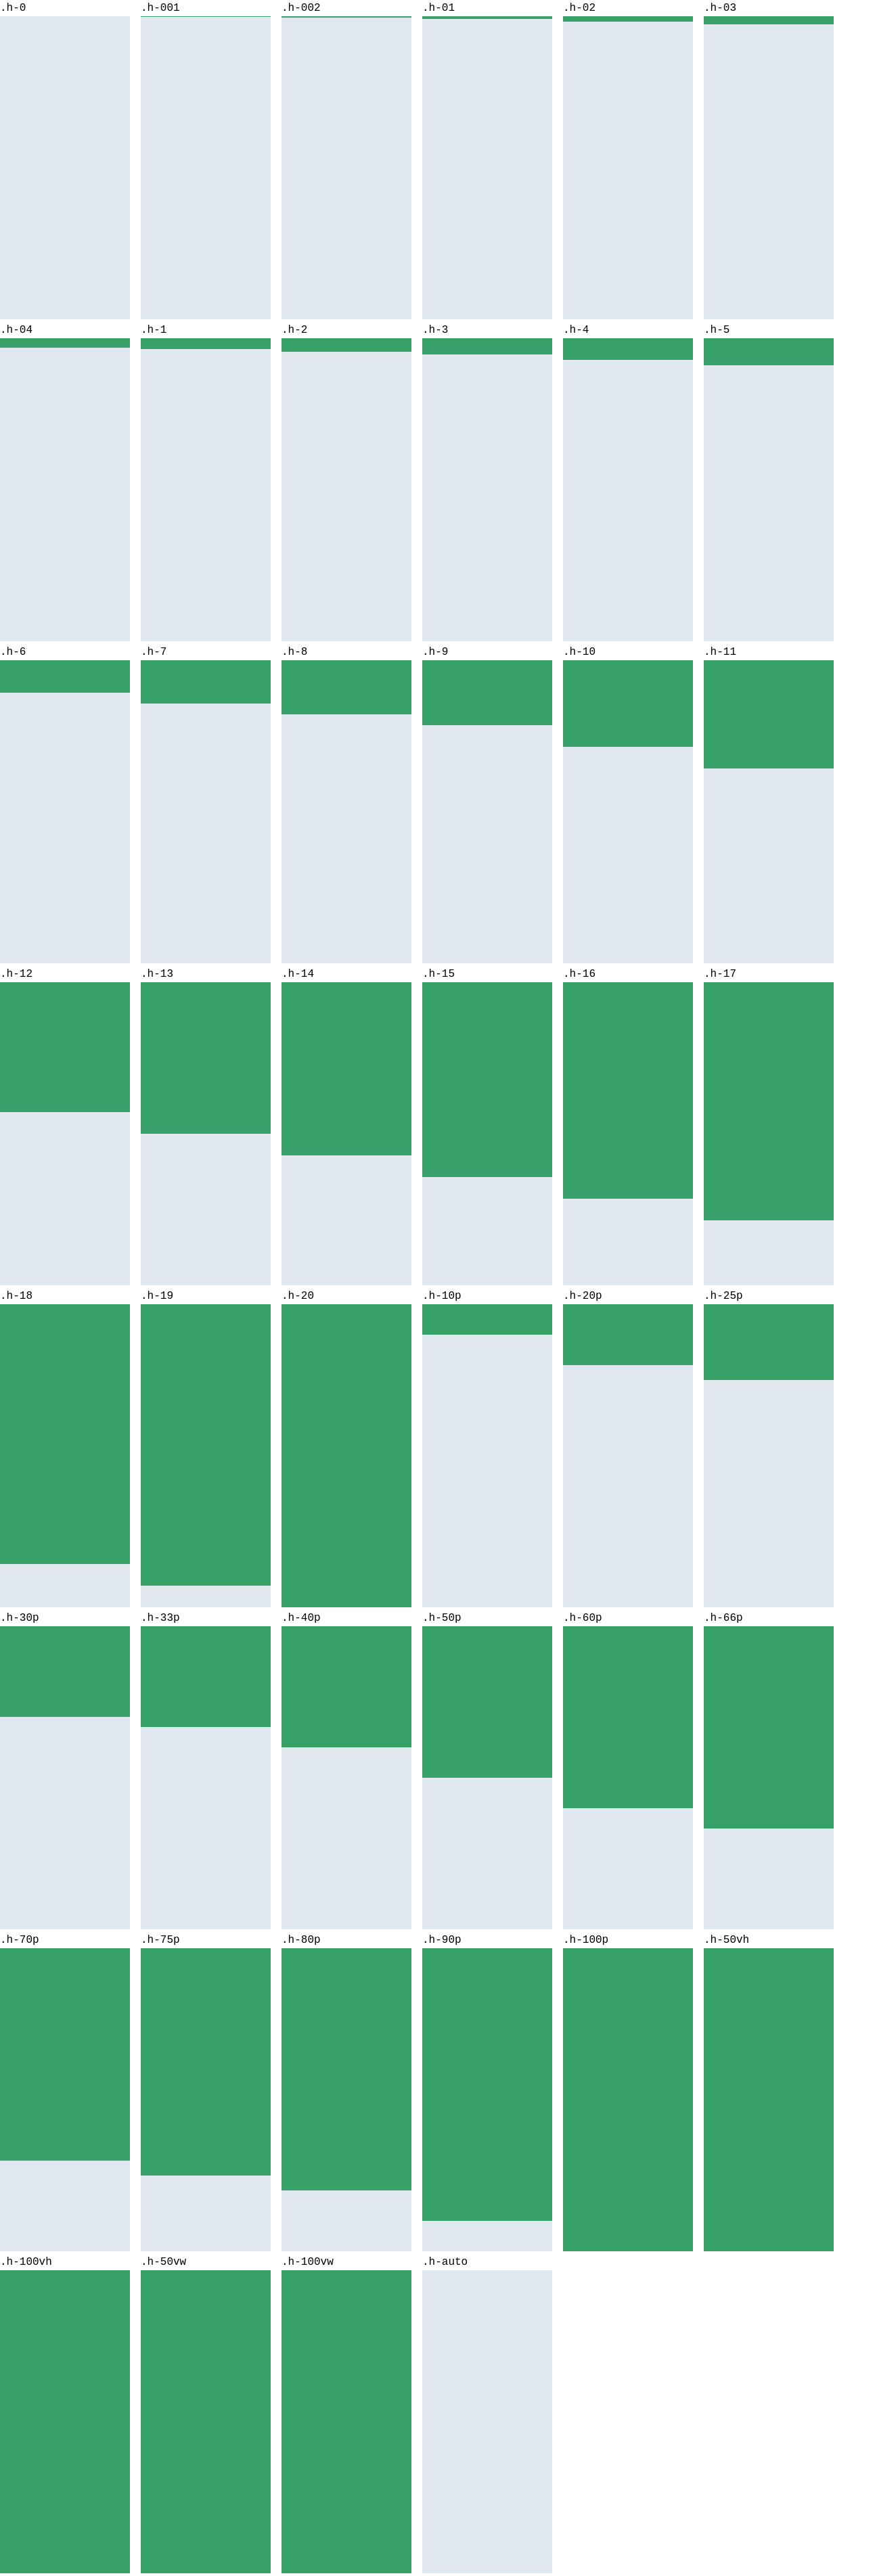 .h-0 .h-001 .h-002 .h-01 .h-02 .h-03
.h-04 .h-1 .h-2 .h-3 .h-4 .h-5
.h-6 .h-7 .h-8 .h-9 .h-10 .h-11
.h-12 .h-13 .h-14 .h-15 .h-16 .h-17
.h-18 .h-19 .h-20 .h-10p .h-20p .h-25p
.h-30p .h-33p .h-40p .h-50p .h-60p .h-66p
.h-70p .h-75p .h-80p .h-90p .h-100p .h-50vh
.h-100vh .h-50vw .h-100vw .h-auto